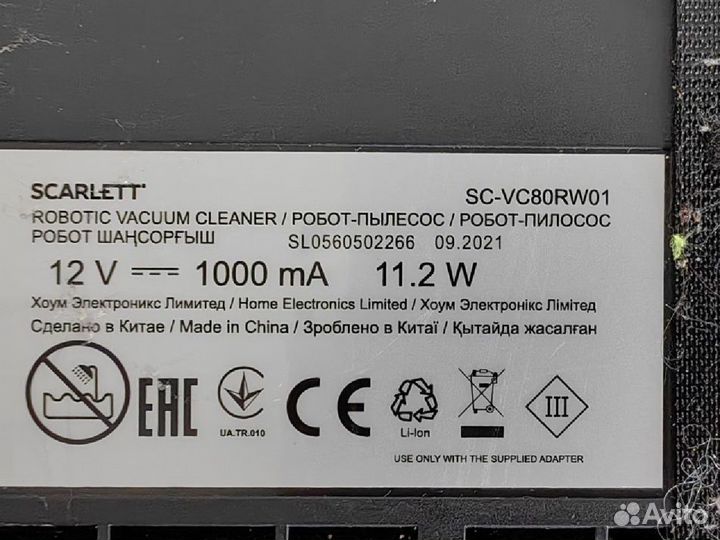 SCARLETT SC-VC80RW01
ROBOTIC VACUUM CLEANER / РОБОТ-ПЫЛЕСОС / РОБОТ-ПИЛОСОС
РОБОТ ШАҢСОРҒЫШ SL0560502266 09.2021
12 V 1000 mA 11.2 W
Хоум Электроникс Лимитед / Home Electronics Limited / Хоум Электронікс Лімітед
Сделано в Китае / Made in China / Зроблено в Китаї / Қытайда жасалған
EAC CE III
UA.TR.010 Li-Ion
USE ONLY WITH THE SUPPLIED ADAPTER
Avito